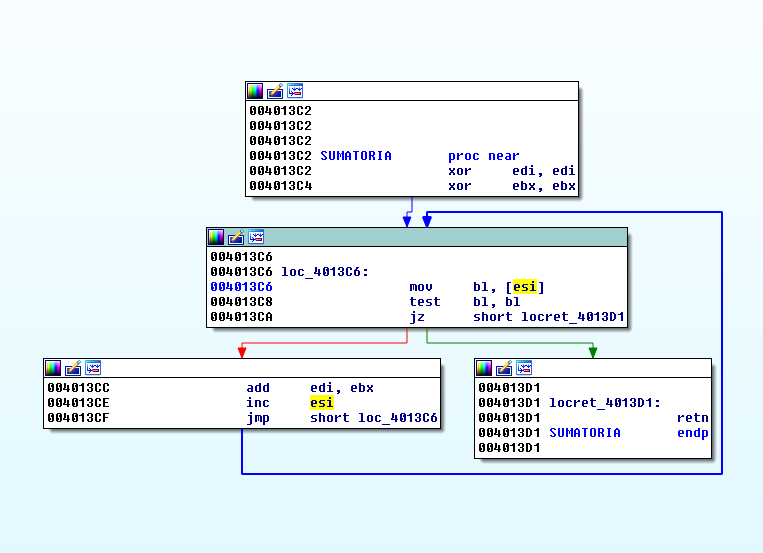 004013C2
004013C2
004013C2
004013C2 SUMATORIA proc near
004013C2 xor edi, edi
004013C4 xor ebx, ebx
004013C6
004013C6 loc_4013C6:
004013C6 mov bl, [esi]
004013C8 test bl, bl
004013CA jz short locret_4013D1
004013CC add edi, ebx
004013CE inc esi
004013CF jmp short loc_4013C6
004013D1
004013D1 locret_4013D1:
004013D1 retn
004013D1 SUMATORIA endp
004013D1